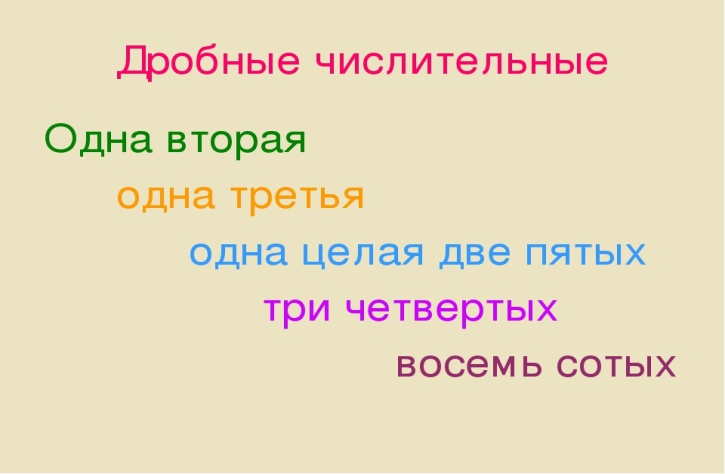 Дробные числительные
Одна вторая
одна третья
одна целая две пятых
три четвертых
восемь сотых